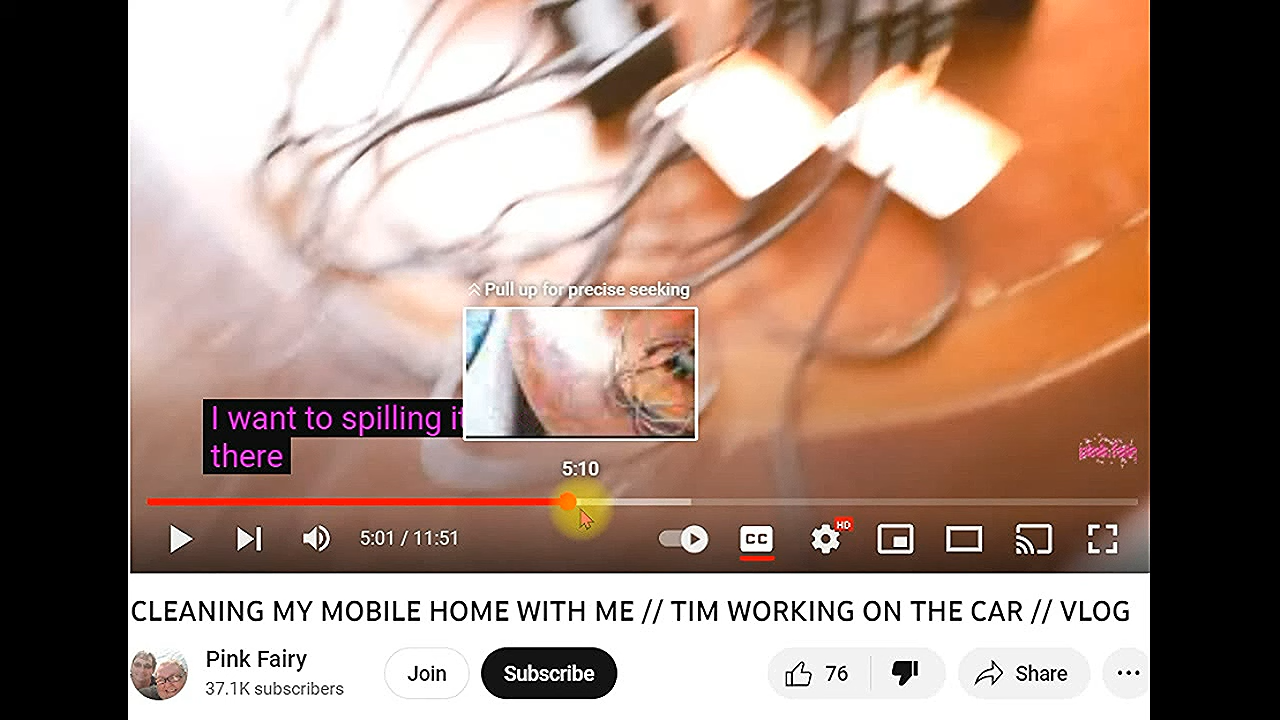 Pull up for precise seeking
I want to spilling it
there
5:10
5:01 / 11:51
CC
HD
CLEANING MY MOBILE HOME WITH ME // TIM WORKING ON THE CAR // VLOG
Pink Fairy
37.1K subscribers
Join
Subscribe
76
Share